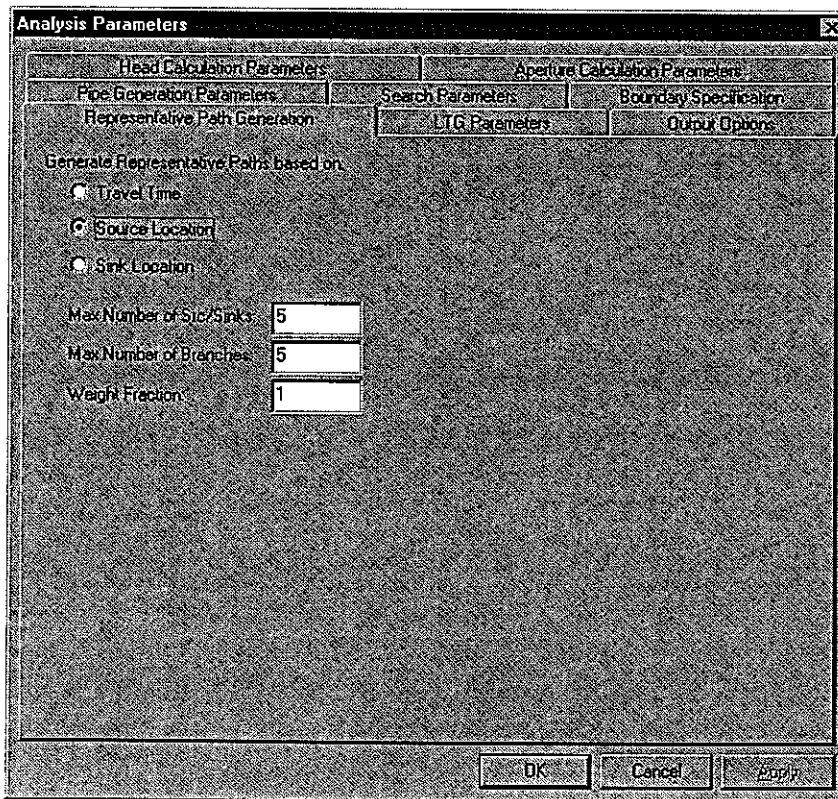 Analysis Parameters
Head Calculation Parameters
Aperture Calculation Parameters
Pipe Generation Parameters
Search Parameters
Boundary Specification
Representative Path Generation
LTG Parameters
Output Options
Generate Representative Paths based on:
Travel Time
Source Location
Sink Location
Max Number of Src/Sinks: 5
Max Number of Branches: 5
Weight Fraction: 1
OK
Cancel
Apply